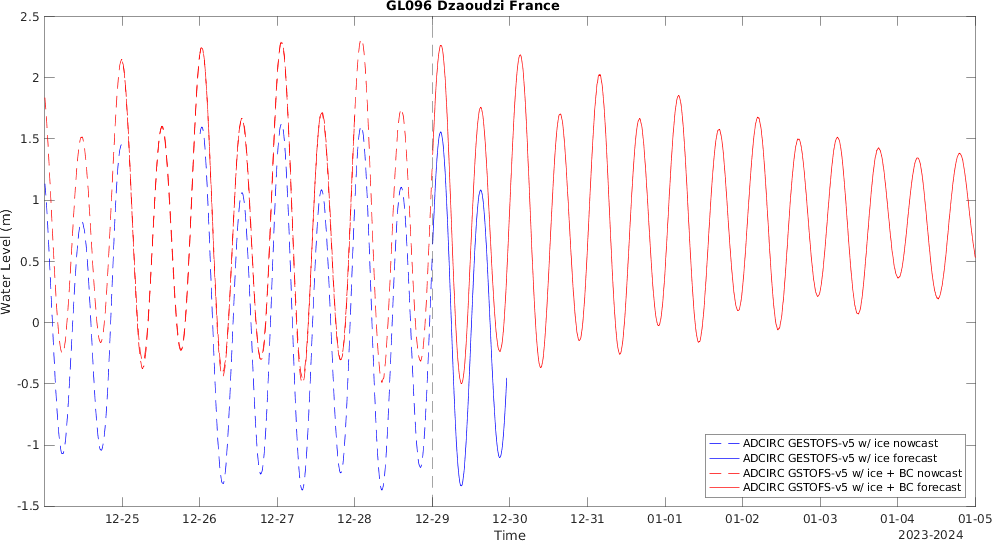 GL096 Dzaoudzi France
2.5
2
1.5
1
0.5
0
-0.5
-1
-1.5
Water Level (m)
12-25 12-26 12-27 12-28 12-29 12-30 12-31 01-01 01-02 01-03 01-04 01-05
Time
2023-2024
ADCIRC GESTOFS-v5 w/ ice nowcast
ADCIRC GESTOFS-v5 w/ ice forecast
ADCIRC GSTOFS-v5 w/ ice + BC nowcast
ADCIRC GSTOFS-v5 w/ ice + BC forecast